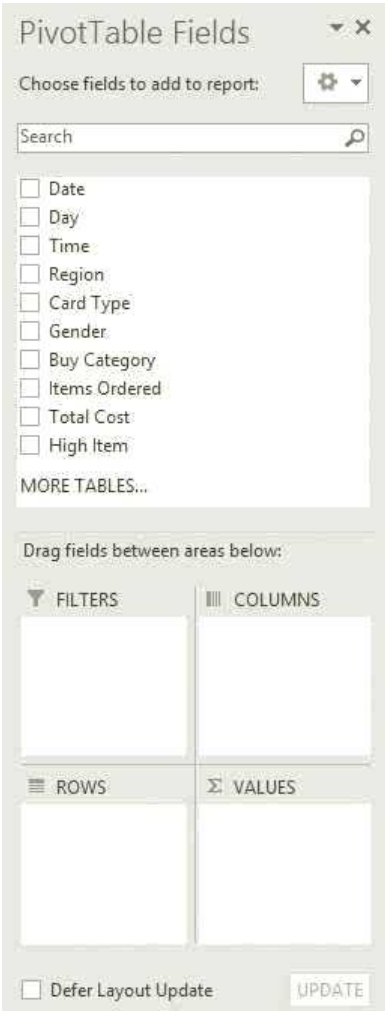 PivotTable Fields
Choose fields to add to report:
Search
Date
Day
Time
Region
Card Type
Gender
Buy Category
Items Ordered
Total Cost
High Item
MORE TABLES...
Drag fields between areas below:
FILTERS
COLUMNS
ROWS
Σ VALUES
Defer Layout Update
UPDATE